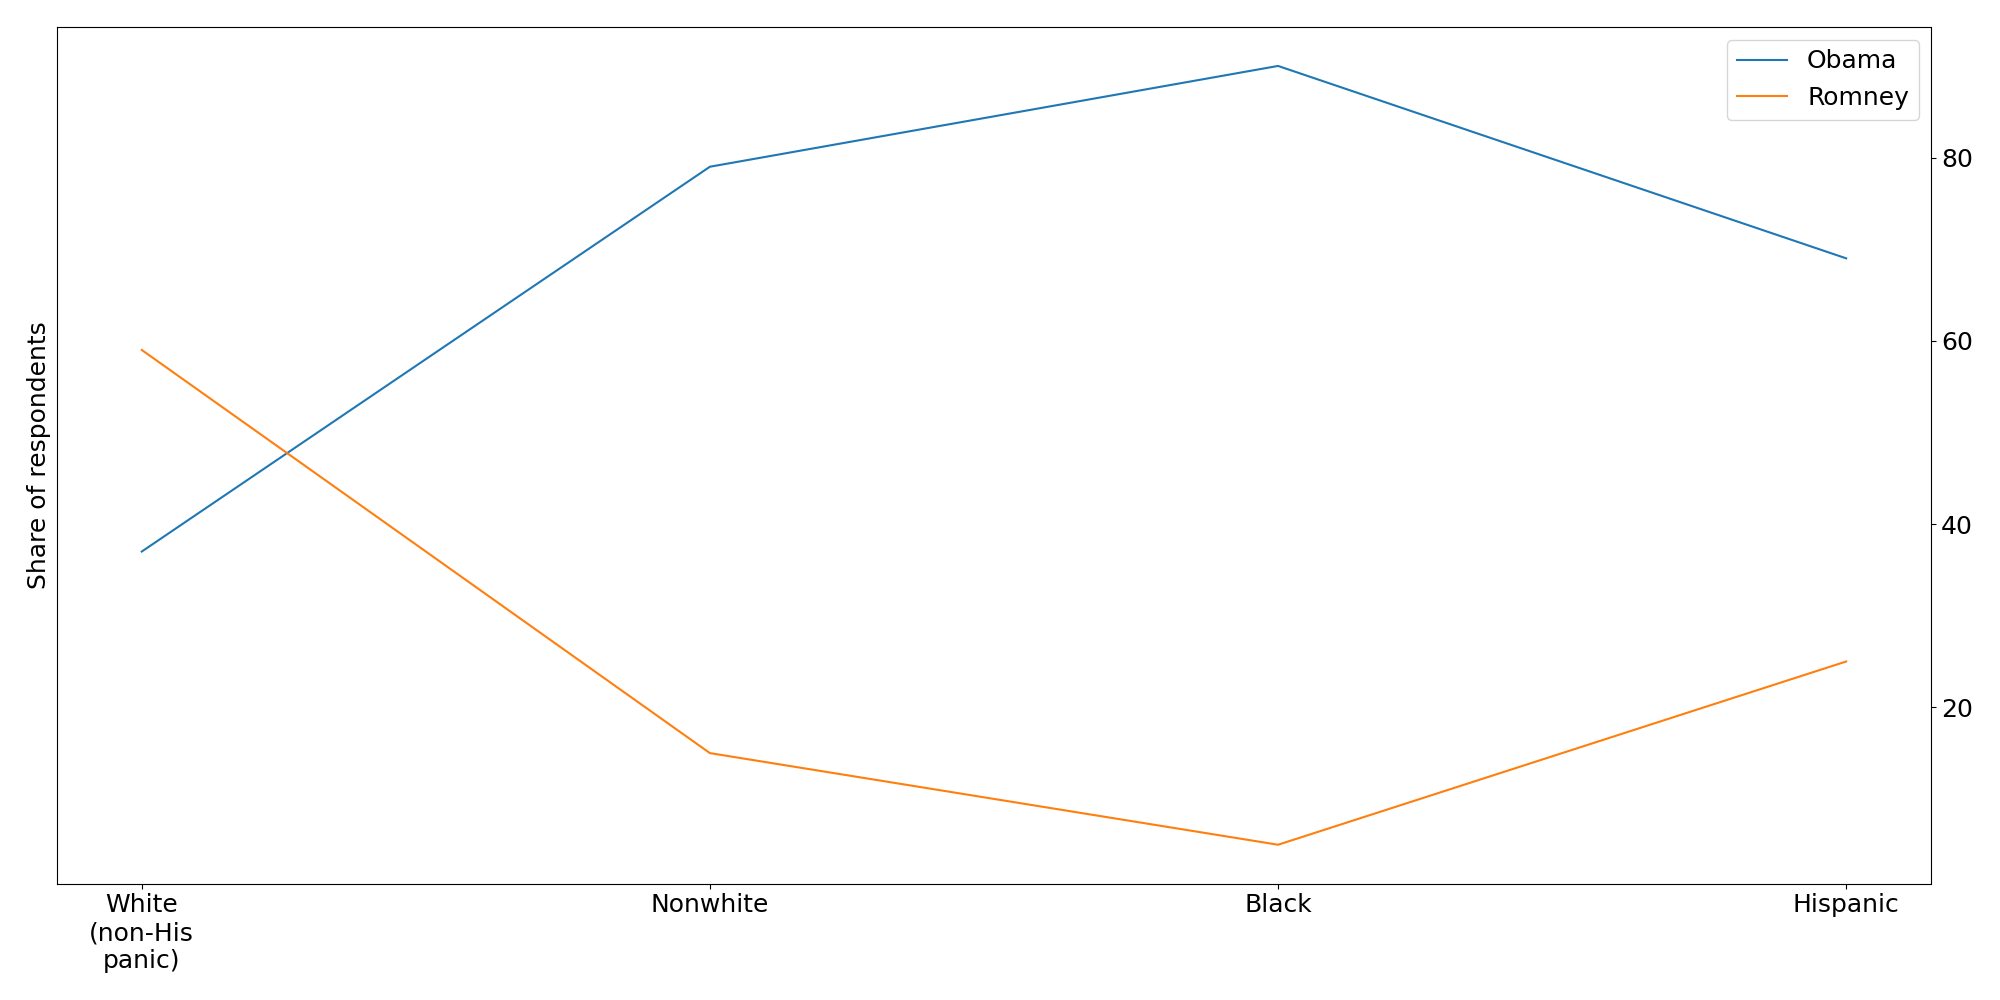 Obama
Romney
80
60
40
20
Share of respondents
White
(non-His
panic)
Nonwhite
Black
Hispanic